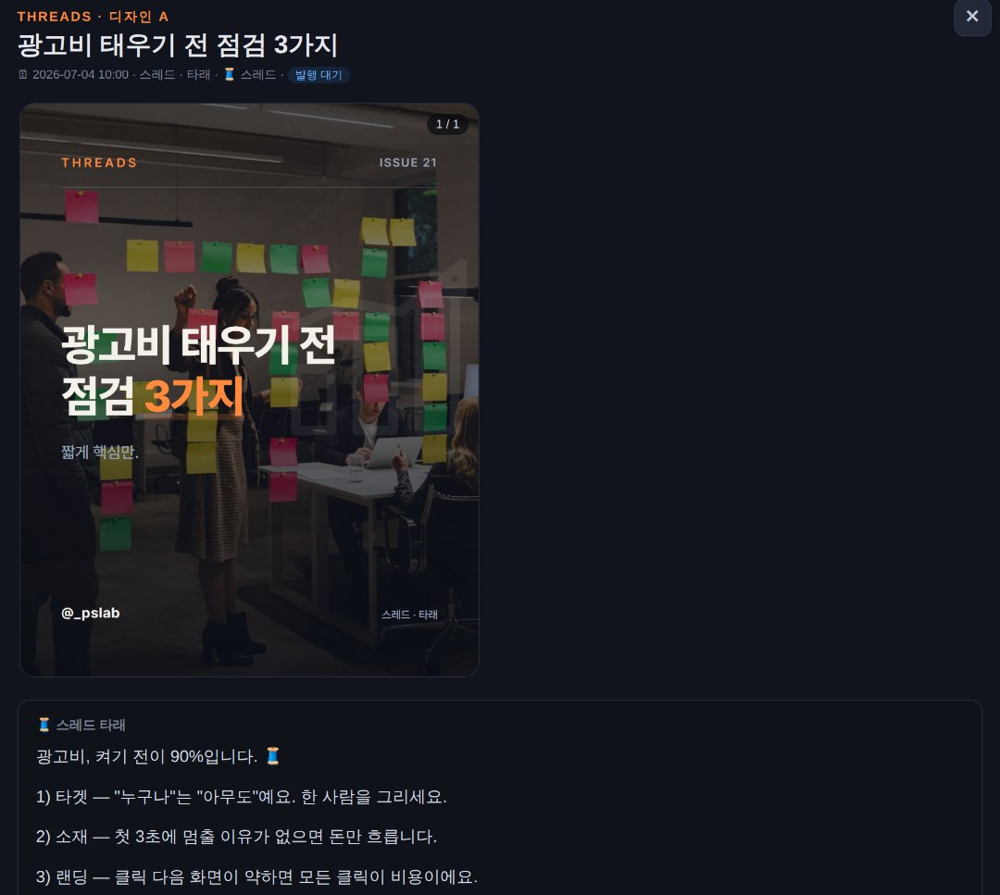 THREADS · 디자인 A
광고비 태우기 전 점검 3가지
2026-07-04 10:00 · 스레드 · 타래 · 🧵 스레드 · 발행 대기
1 / 1
THREADS
ISSUE 21
광고비 태우기 전
점검 3가지
짧게 핵심만.
@_pslab
스레드 · 타래
🧵 스레드 타래
광고비, 켜기 전이 90%입니다. 🧵
1) 타겟 — "누구나"는 "아무도"예요. 한 사람을 그리세요.
2) 소재 — 첫 3초에 멈출 이유가 없으면 돈만 흐릅니다.
3) 랜딩 — 클릭 다음 화면이 약하면 모든 클릭이 비용이에요.